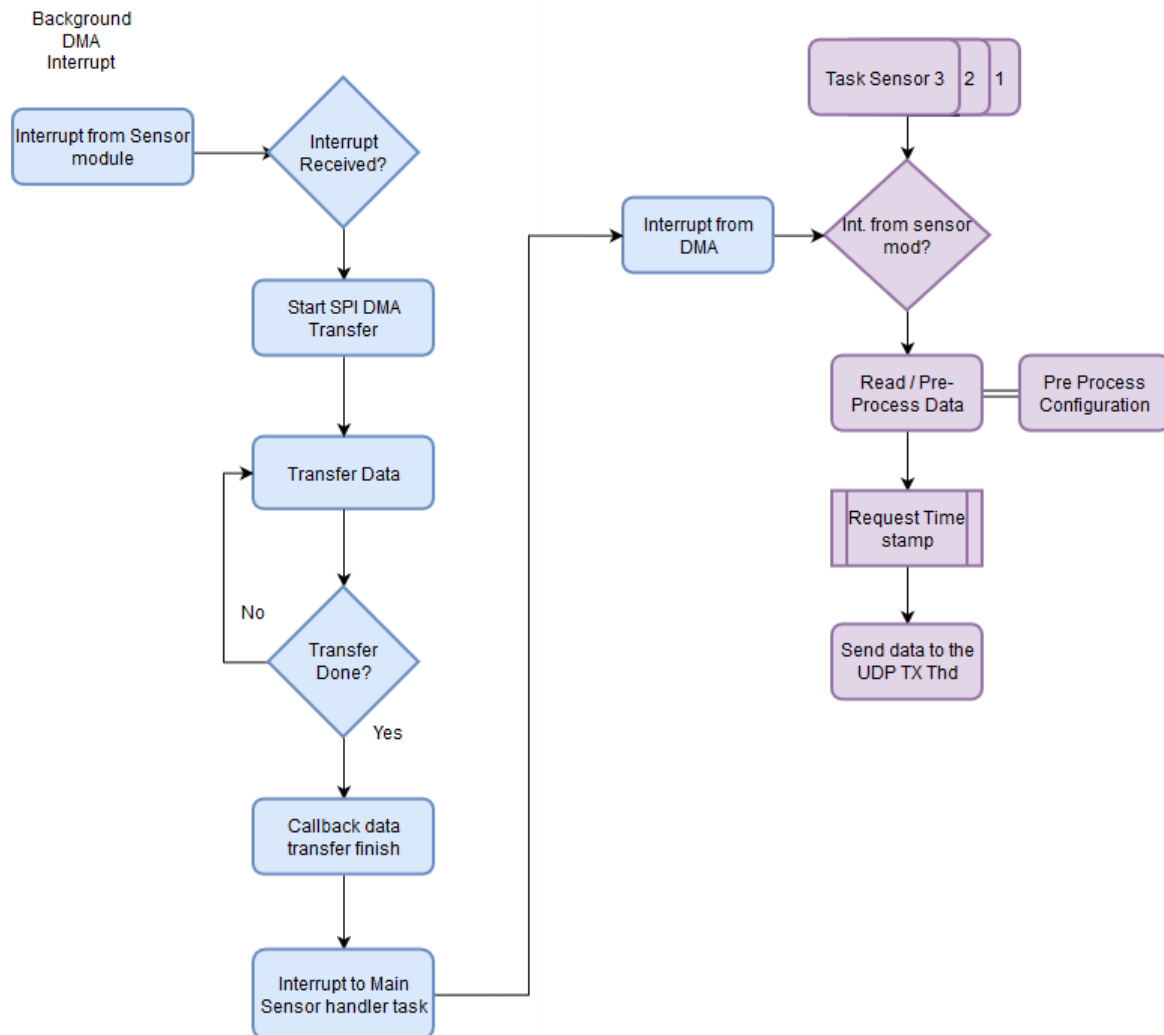 Background
DMA
Interrupt
Interrupt from Sensor
module
Interrupt
Received?
Start SPI DMA
Transfer
Transfer Data
No
Transfer
Done?
Yes
Callback data
transfer finish
Interrupt to Main
Sensor handler task
Task Sensor 3
2
1
Interrupt from
DMA
Int. from sensor
mod?
Read / Pre-
Process Data
Pre Process
Configuration
Request Time
stamp
Send data to the
UDP TX Thd